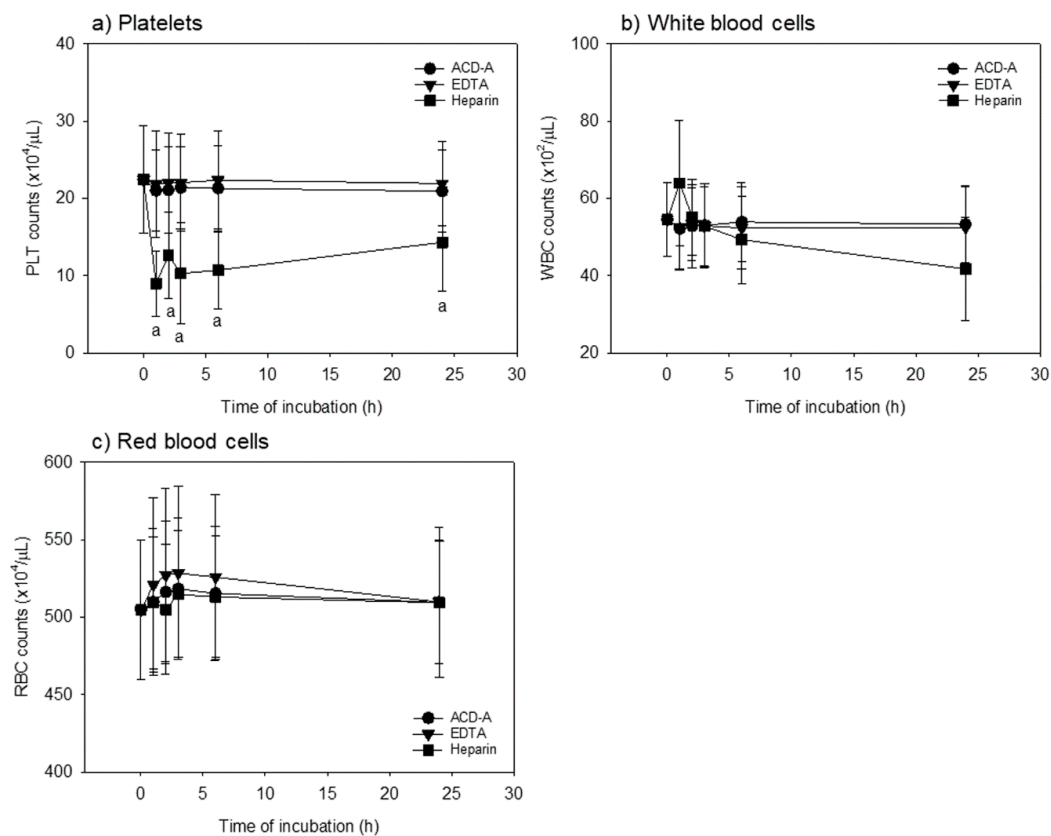 a) Platelets
40
30
20
10
0
PLT counts (x10⁴/µL)
ACD-A
EDTA
Heparin
a
a
a
a
a
0
5
10
15
20
25
30
Time of incubation (h)
b) White blood cells
100
80
60
40
20
WBC counts (x10²/µL)
ACD-A
EDTA
Heparin
0
5
10
15
20
25
30
Time of incubation (h)
c) Red blood cells
600
550
500
450
400
RBC counts (x10⁴/µL)
ACD-A
EDTA
Heparin
0
5
10
15
20
25
30
Time of incubation (h)